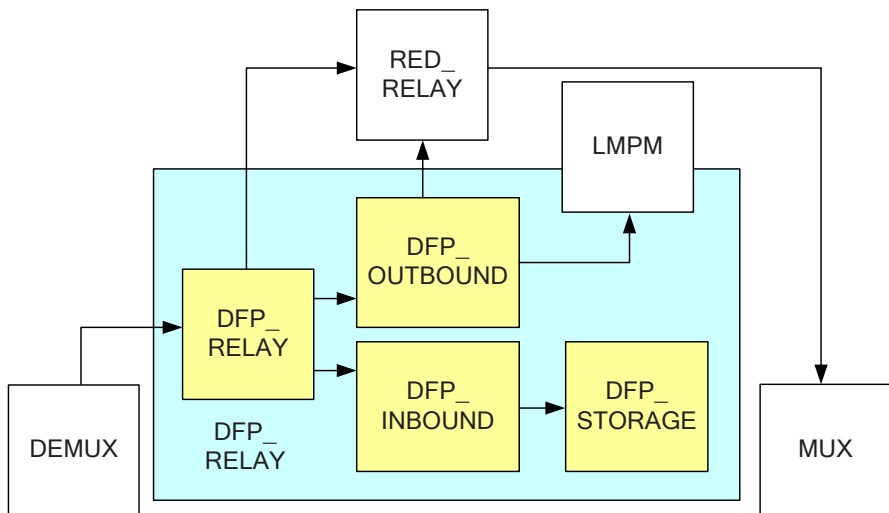 RED_
RELAY
LMPM
DFP_
OUTBOUND
DFP_
RELAY
DFP_
INBOUND
DFP_
STORAGE
DFP_
RELAY
DEMUX
MUX